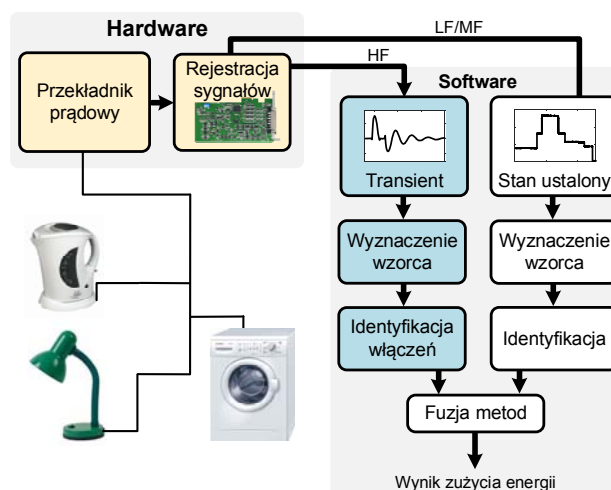 Hardware
LF/MF
HF
Przekładnik
prądowy
Rejestracja
sygnałów
Software
Transient
Stan ustalony
Wyznaczenie
wzorca
Wyznaczenie
wzorca
Identyfikacja
włączeń
Identyfikacja
Fuzja metod
Wynik zużycia energii